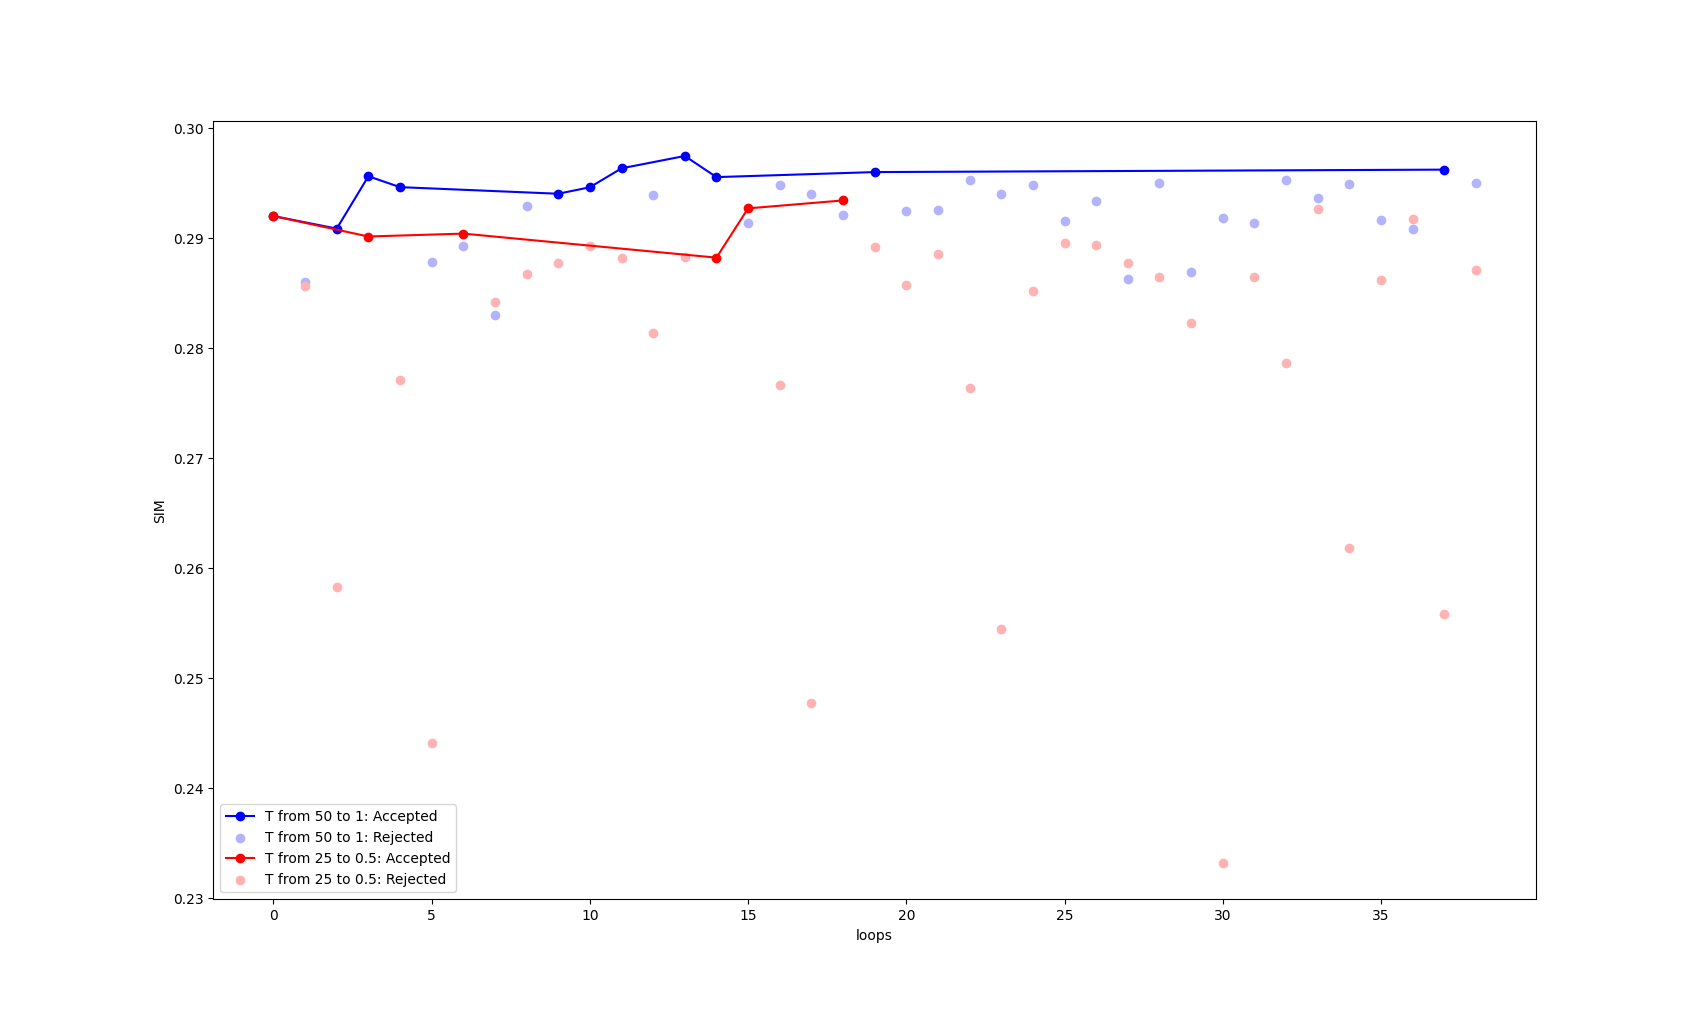 0.30
0.29
0.28
0.27
0.26
0.25
0.24
0.23
SIM
T from 50 to 1: Accepted
T from 50 to 1: Rejected
T from 25 to 0.5: Accepted
T from 25 to 0.5: Rejected
0 5 10 15 20 25 30 35
loops